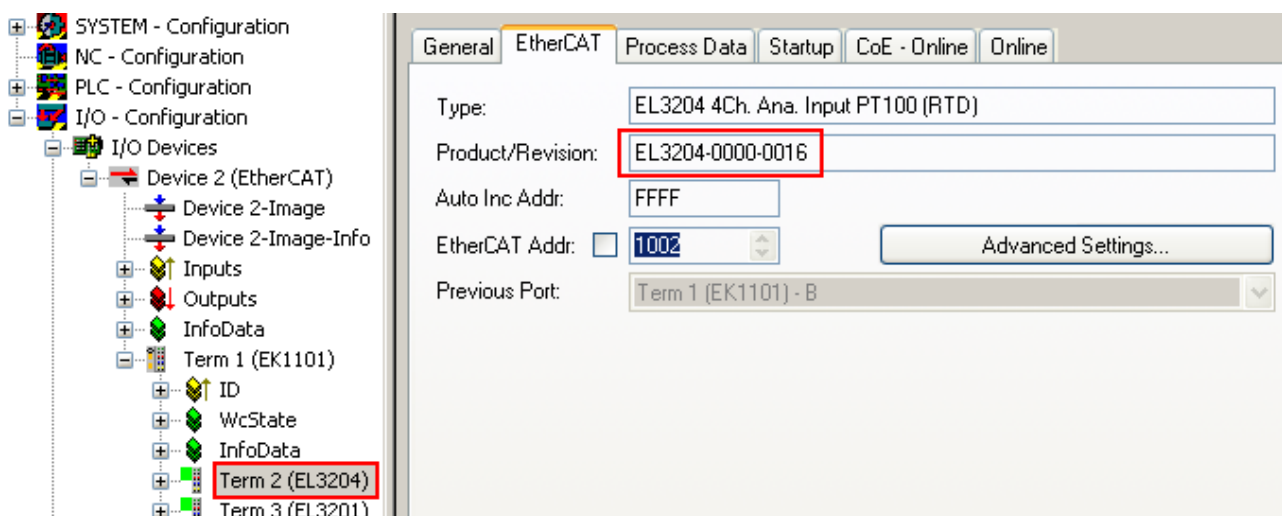 SYSTEM - Configuration
NC - Configuration
PLC - Configuration
I/O - Configuration
I/O Devices
Device 2 (EtherCAT)
Device 2-Image
Device 2-Image-Info
Inputs
Outputs
InfoData
Term 1 (EK1101)
ID
WcState
InfoData
Term 2 (EL3204)
Term 3 (EL3201)
General EtherCAT Process Data Startup CoE - Online Online
Type: EL3204 4Ch. Ana. Input PT100 (RTD)
Product/Revision: EL3204-0000-0016
Auto Inc Addr: FFFF
EtherCAT Addr: 1002 Advanced Settings...
Previous Port: Term 1 (EK1101) - B